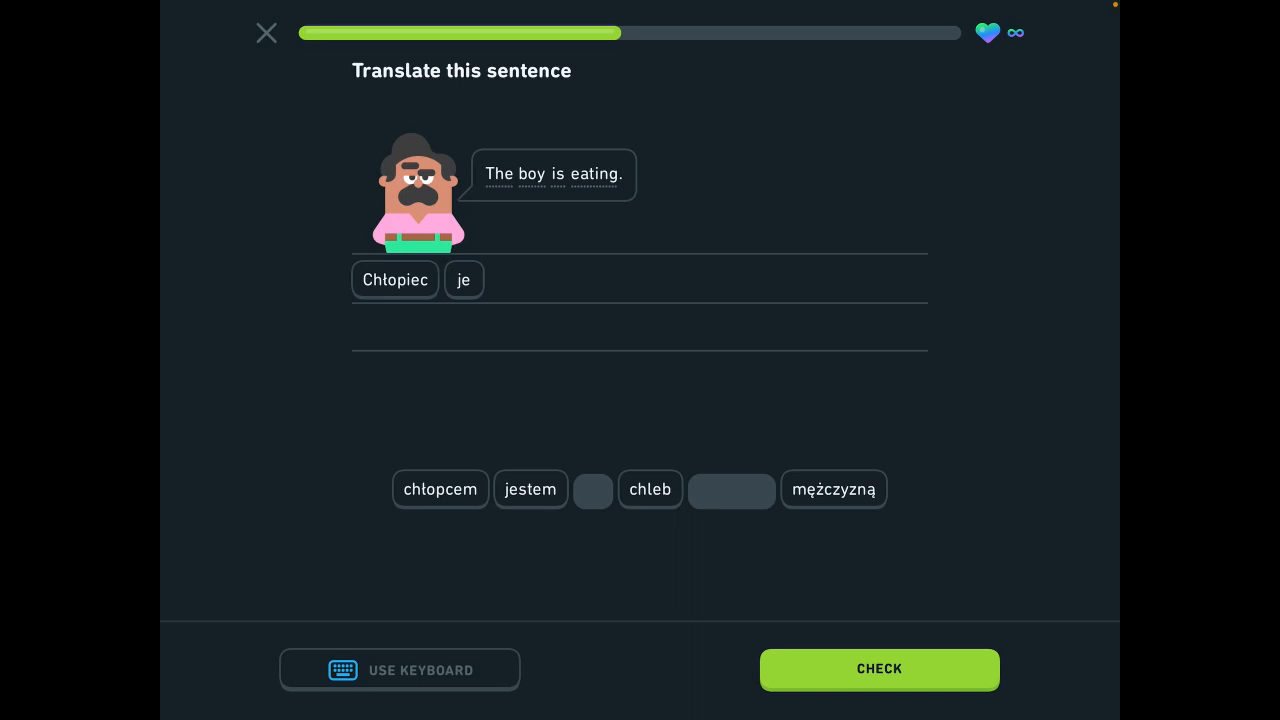 Translate this sentence
The boy is eating.
Chłopiec je
chłopcem jestem chleb mężczyzną
USE KEYBOARD CHECK